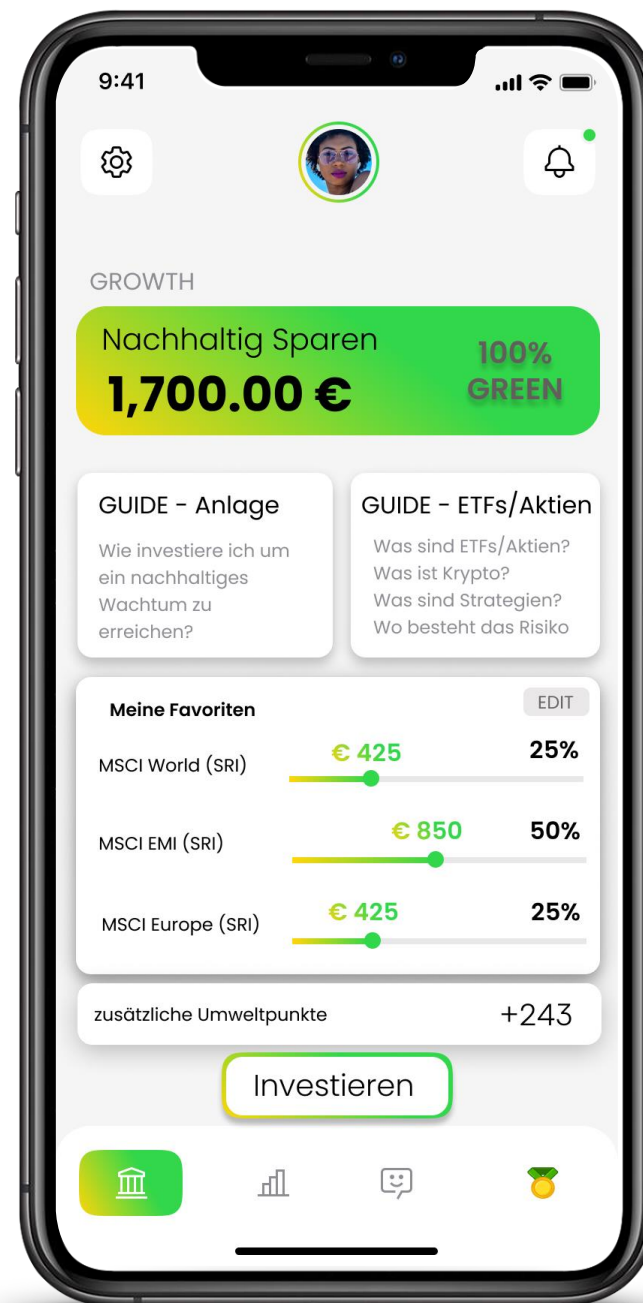 9:41
GROWTH
Nachhaltig Sparen
1,700.00 €
100%
GREEN
GUIDE - Anlage
Wie investiere ich um
ein nachhaltiges
Wachtum zu
erreichen?
GUIDE - ETFs/Aktien
Was sind ETFs/Aktien?
Was ist Krypto?
Was sind Strategien?
Wo besteht das Risiko
Meine Favoriten
EDIT
MSCI World (SRI)
€ 425
25%
MSCI EMI (SRI)
€ 850
50%
MSCI Europe (SRI)
€ 425
25%
zusätzliche Umweltpunkte
+243
Investieren